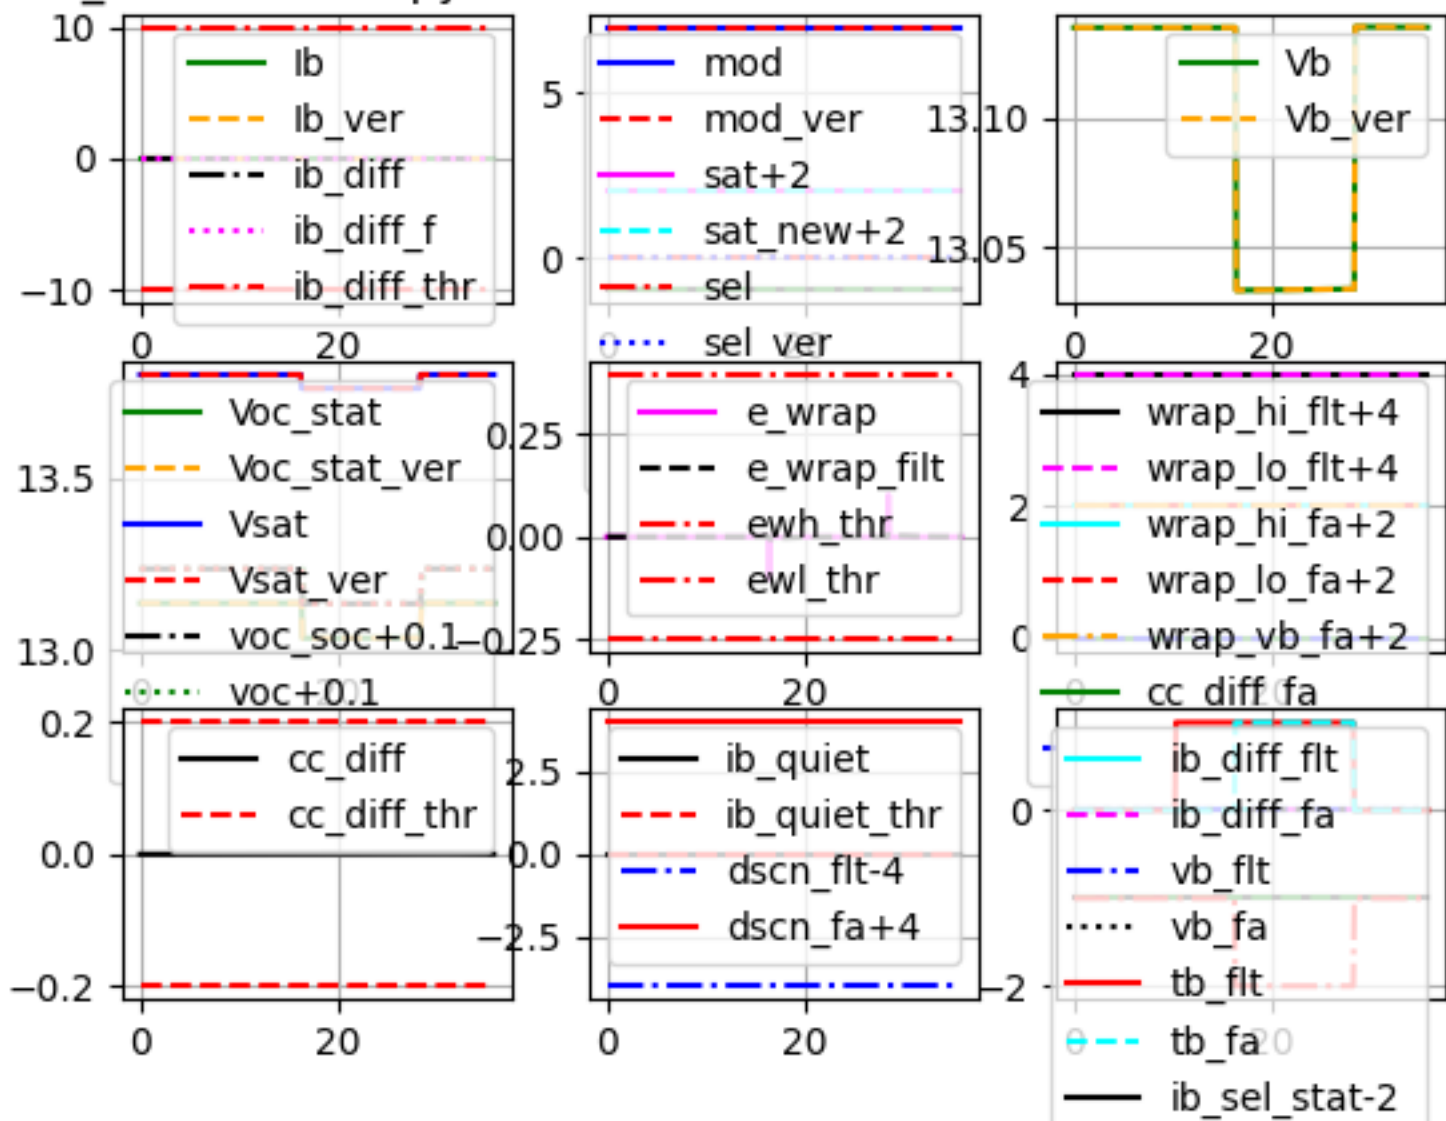 10
0
−10
0 20
Ib
Ib_ver
ib_diff
ib_diff_f
ib_diff_thr
5
0
0
mod
mod_ver
sat+2
sat_new+2
sel
sel_ver
13.10
13.05
0 20
Vb
Vb_ver
13.5
13.0
0
Voc_stat
Voc_stat_ver
Vsat
Vsat_ver
voc_soc+0.1
voc+0.1
0.25
0.00
−0.25
0 20
e_wrap
e_wrap_filt
ewh_thr
ewl_thr
4
2
0
0
wrap_hi_flt+4
wrap_lo_flt+4
wrap_hi_fa+2
wrap_lo_fa+2
wrap_vb_fa+2
cc_diff_fa
0.2
0.0
−0.2
0 20
cc_diff
cc_diff_thr
2.5
0.0
−2.5
0 20
ib_quiet
ib_quiet_thr
dscn_flt-4
dscn_fa+4
0
−2
0 20
ib_diff_flt
ib_diff_fa
vb_flt
vb_fa
tb_flt
tb_fa
ib_sel_stat-2